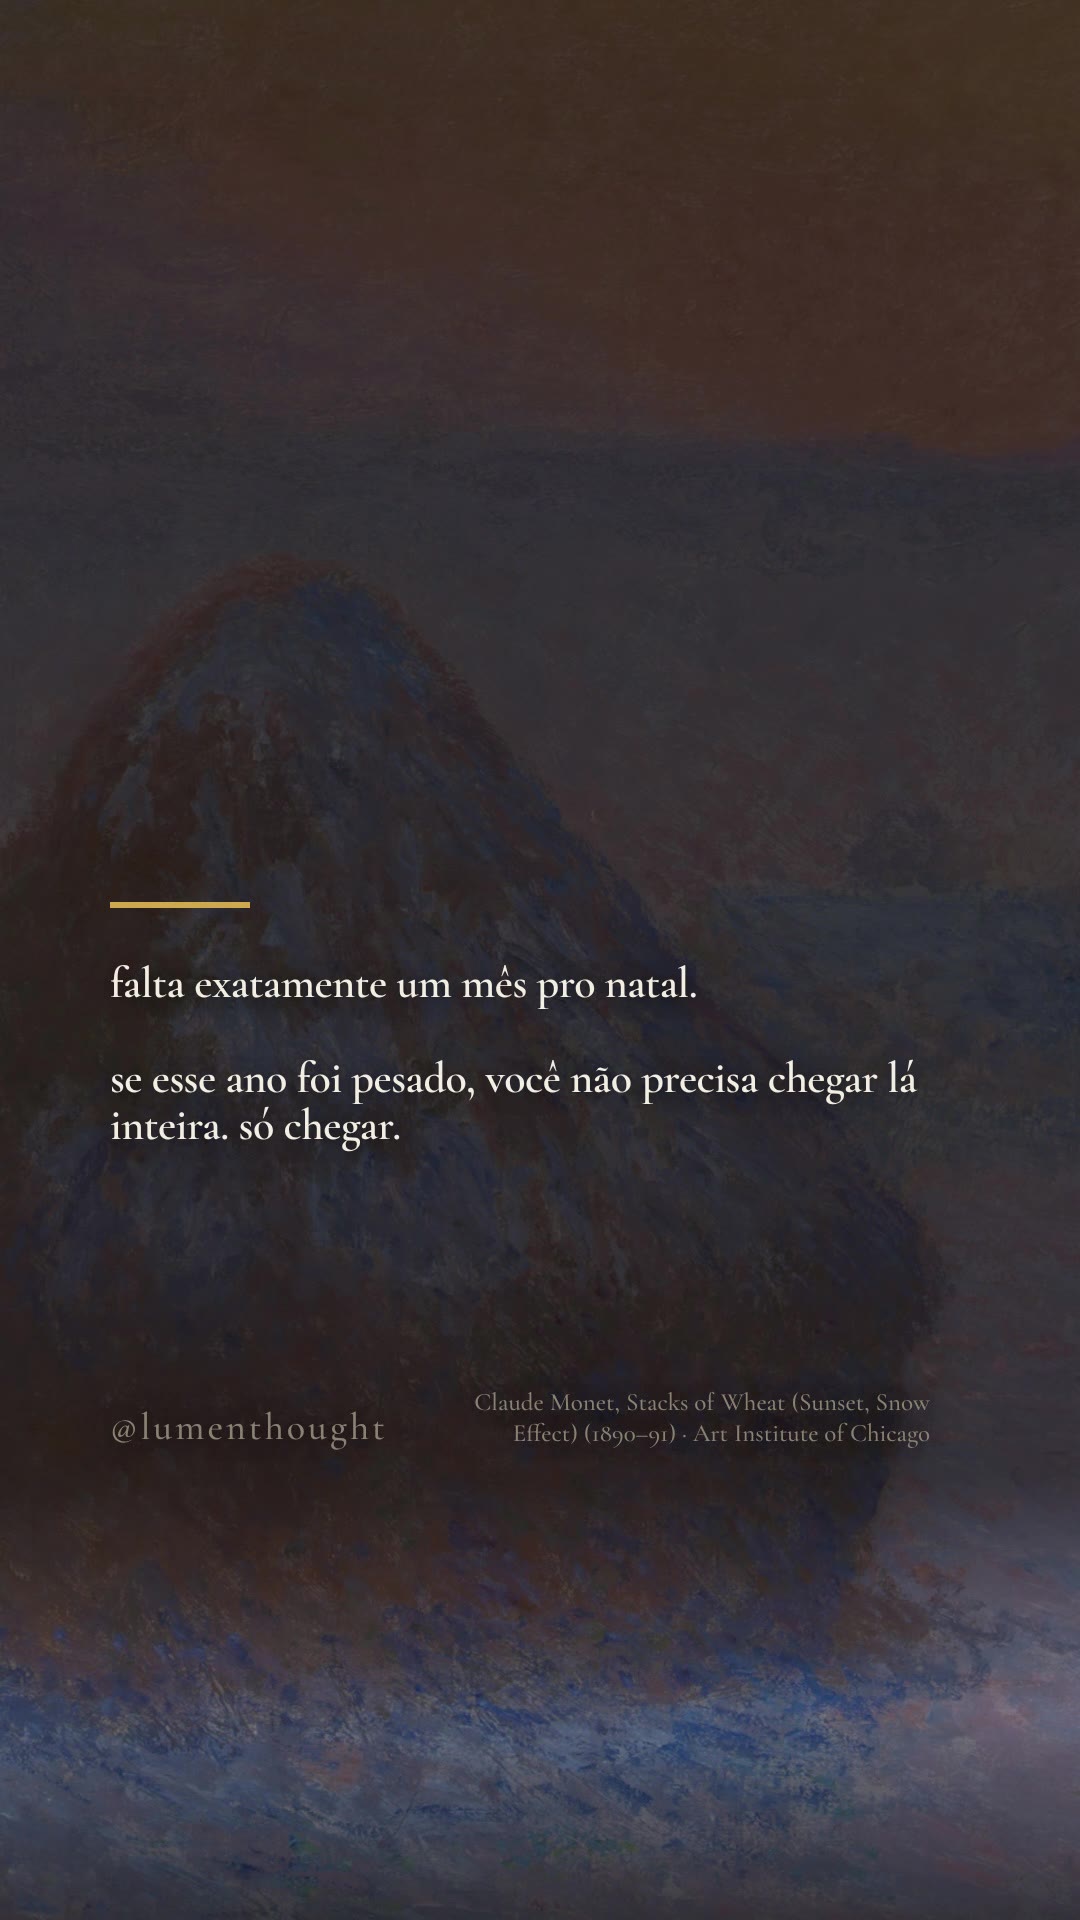 falta exatamente um mês pro natal.
se esse ano foi pesado, você não precisa chegar lá
inteira. só chegar.
@lumenthought
Claude Monet, Stacks of Wheat (Sunset, Snow
Effect) (1890–91) · Art Institute of Chicago